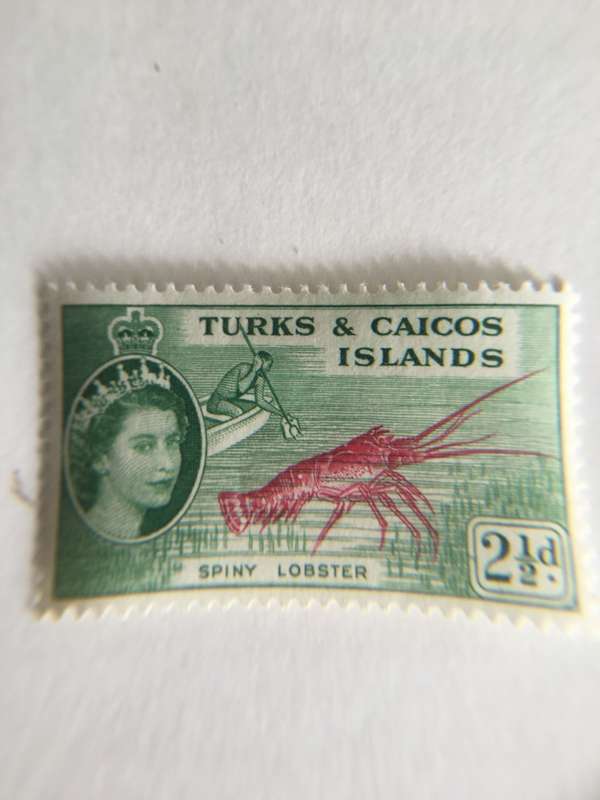 TURKS & CAICOS
ISLANDS
SPINY LOBSTER
2½d.